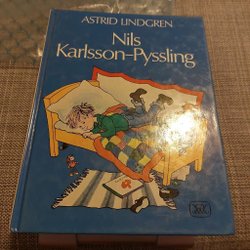 ASTRID LINDGREN
Nils
Karlsson-Pyssling